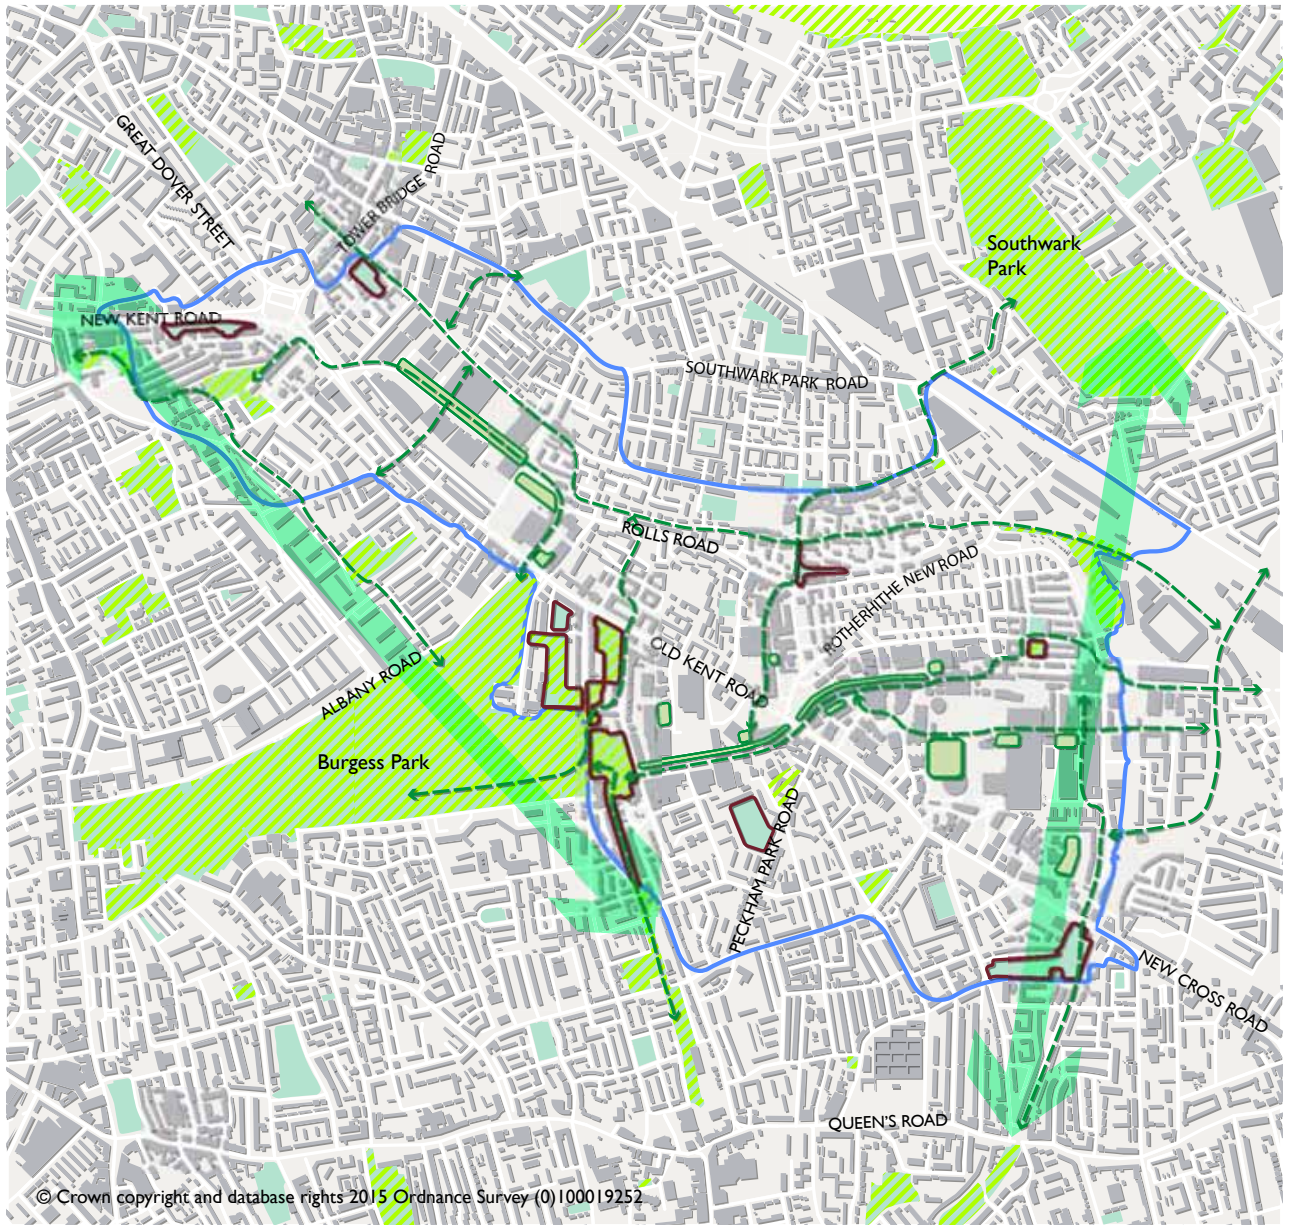 GREAT DOVER STREET
TOWER BRIDGE ROAD
Southwark
Park
NEW KENT ROAD
SOUTHWARK PARK ROAD
ROLLS ROAD
ROTHERHITHE NEW ROAD
OLD KENT ROAD
ALBANY ROAD
Burgess Park
PECKHAM PARK ROAD
NEW CROSS ROAD
QUEEN'S ROAD
© Crown copyright and database rights 2015 Ordnance Survey (0)100019252